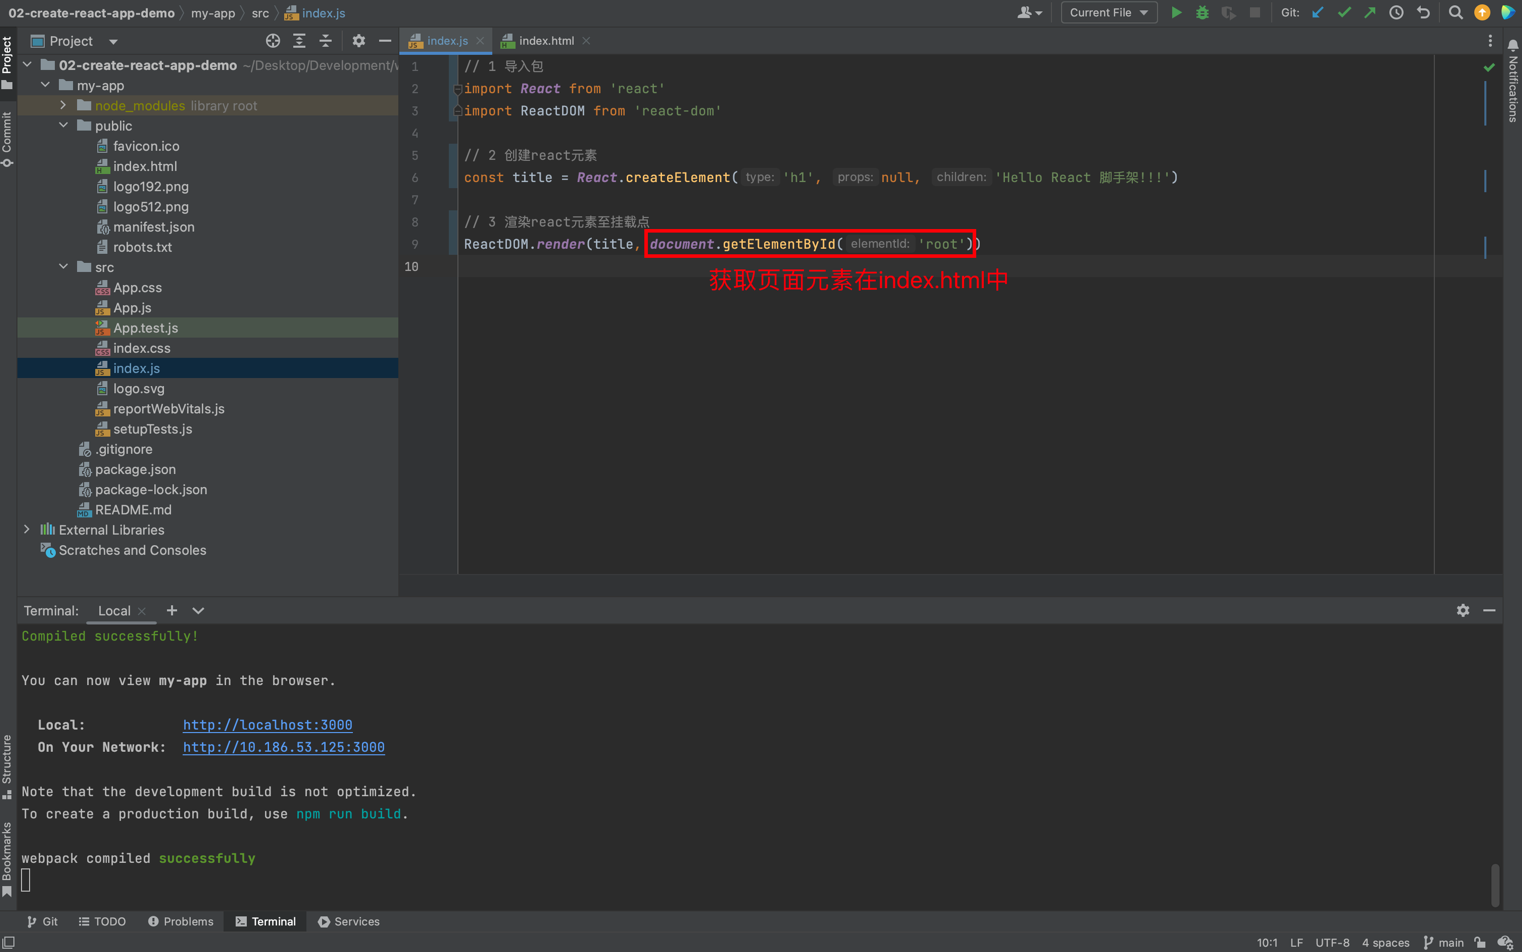 02-create-react-app-demo my-app src index.js Current File Git:
Project index.js index.html
02-create-react-app-demo ~/Desktop/Development/
my-app
node_modules library root
public
favicon.ico
index.html
logo192.png
logo512.png
manifest.json
robots.txt
src
App.css
App.js
App.test.js
index.css
index.js
logo.svg
reportWebVitals.js
setupTests.js
.gitignore
package.json
package-lock.json
README.md
External Libraries
Scratches and Consoles
1 // 1 导入包
2 import React from 'react'
3 import ReactDOM from 'react-dom'
4
5 // 2 创建react元素
6 const title = React.createElement( type: 'h1', props: null, children: 'Hello React 脚手架!!!')
7
8 // 3 渲染react元素至挂载点
9 ReactDOM.render(title, document.getElementById( elementId: 'root'))
10
获取页面元素在index.html中
Project
Commit
Structure
Bookmarks
Notifications
Terminal: Local
Compiled successfully!
You can now view my-app in the browser.
Local: http://localhost:3000
On Your Network: http://10.186.53.125:3000
Note that the development build is not optimized.
To create a production build, use npm run build.
webpack compiled successfully
Git TODO Problems Terminal Services
10:1 LF UTF-8 4 spaces main